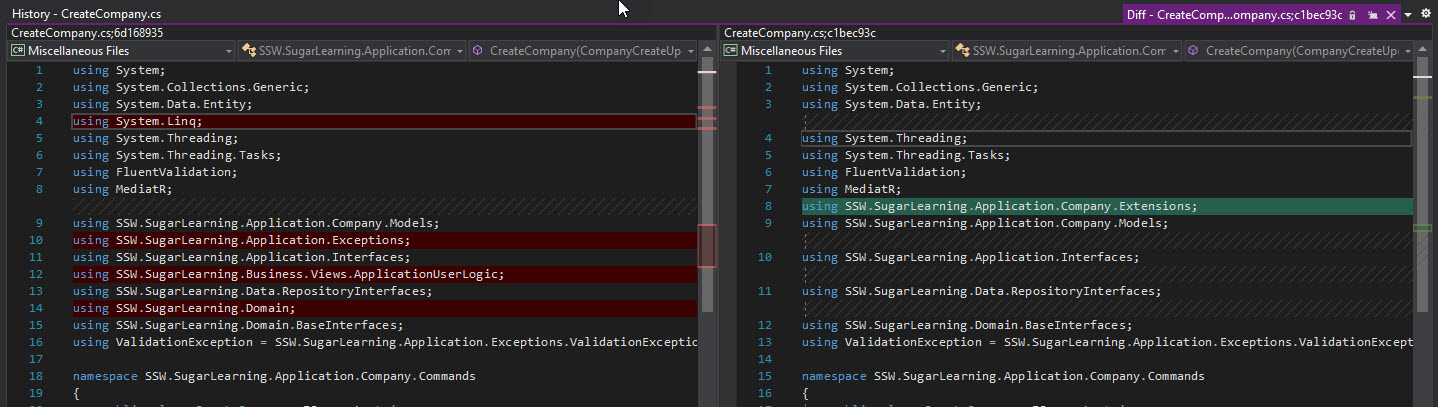 History - CreateCompany.cs
Diff - CreateComp...ompany.cs;c1bec93c
CreateCompany.cs;6d168935
C# Miscellaneous Files
SSW.SugarLearning.Application.Com
CreateCompany(CompanyCreateUp
1 using System;
2 using System.Collections.Generic;
3 using System.Data.Entity;
4 using System.Linq;
5 using System.Threading;
6 using System.Threading.Tasks;
7 using FluentValidation;
8 using MediatR;
9 using SSW.SugarLearning.Application.Company.Models;
10 using SSW.SugarLearning.Application.Exceptions;
11 using SSW.SugarLearning.Application.Interfaces;
12 using SSW.SugarLearning.Business.Views.ApplicationUserLogic;
13 using SSW.SugarLearning.Data.RepositoryInterfaces;
14 using SSW.SugarLearning.Domain;
15 using SSW.SugarLearning.Domain.BaseInterfaces;
16 using ValidationException = SSW.SugarLearning.Application.Exceptions.ValidationExceptio
17
18 namespace SSW.SugarLearning.Application.Company.Commands
19 {
CreateCompany.cs;c1bec93c
C# Miscellaneous Files
SSW.SugarLearning.Application.Com
CreateCompany(CompanyCreateUp
1 using System;
2 using System.Collections.Generic;
3 using System.Data.Entity;
4 using System.Threading;
5 using System.Threading.Tasks;
6 using FluentValidation;
7 using MediatR;
8 using SSW.SugarLearning.Application.Company.Extensions;
9 using SSW.SugarLearning.Application.Company.Models;
10 using SSW.SugarLearning.Application.Interfaces;
11 using SSW.SugarLearning.Data.RepositoryInterfaces;
12 using SSW.SugarLearning.Domain.BaseInterfaces;
13 using ValidationException = SSW.SugarLearning.Application.Exceptions.ValidationExcept
14
15 namespace SSW.SugarLearning.Application.Company.Commands
16 {